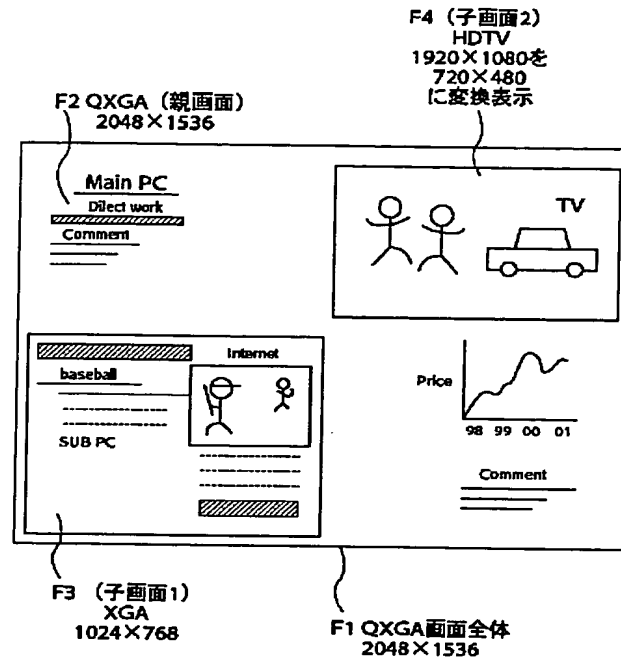 F4（子画面2）
HDTV
1920×1080を
720×480
に変換表示
F2 QXGA（親画面）
2048×1536
Main PC
Dilect work
Comment
TV
Internet
baseball
SUB PC
Price
98 99 00 01
Comment
F3 （子画面1）
XGA
1024×768
F1 QXGA画面全体
2048×1536